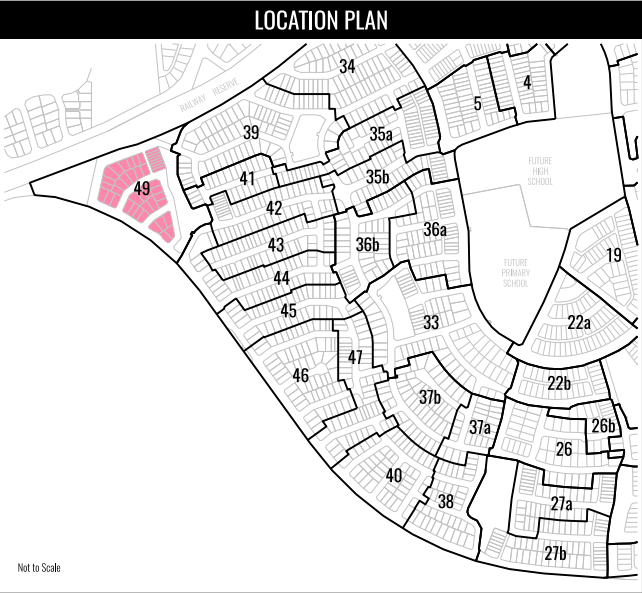 LOCATION PLAN
34
4
5
RAILWAY RESERVE
39
35a
FUTURE
HIGH
SCHOOL
41
35b
49
42
36a
43
36b
19
FUTURE
PRIMARY
SCHOOL
44
45
33
22a
47
46
22b
37b
26b
37a
26
40
38
27a
27b
Not to Scale